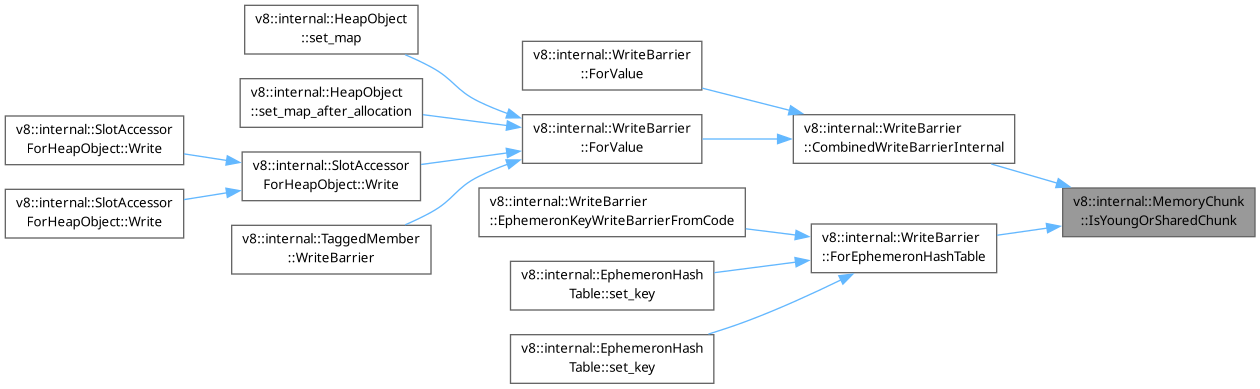 v8::internal::HeapObject
::set_map
v8::internal::HeapObject
::set_map_after_allocation
v8::internal::SlotAccessor
ForHeapObject::Write
v8::internal::SlotAccessor
ForHeapObject::Write
v8::internal::SlotAccessor
ForHeapObject::Write
v8::internal::TaggedMember
::WriteBarrier
v8::internal::WriteBarrier
::ForValue
v8::internal::WriteBarrier
::ForValue
v8::internal::WriteBarrier
::EphemeronKeyWriteBarrierFromCode
v8::internal::EphemeronHash
Table::set_key
v8::internal::EphemeronHash
Table::set_key
v8::internal::WriteBarrier
::CombinedWriteBarrierInternal
v8::internal::WriteBarrier
::ForEphemeronHashTable
v8::internal::MemoryChunk
::IsYoungOrSharedChunk